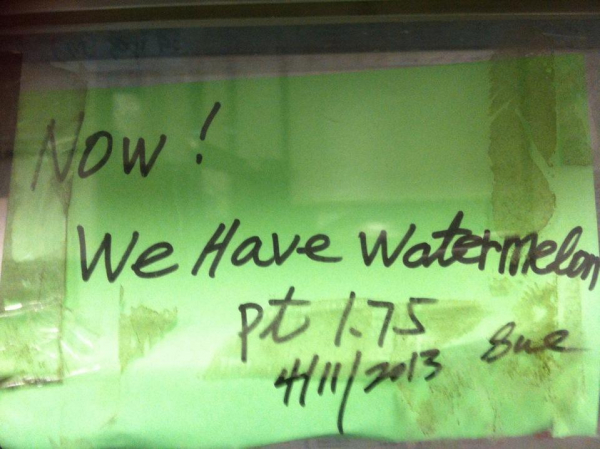 Now!
We Have Watermelon
pt 1.75
4/11/2013 Sue